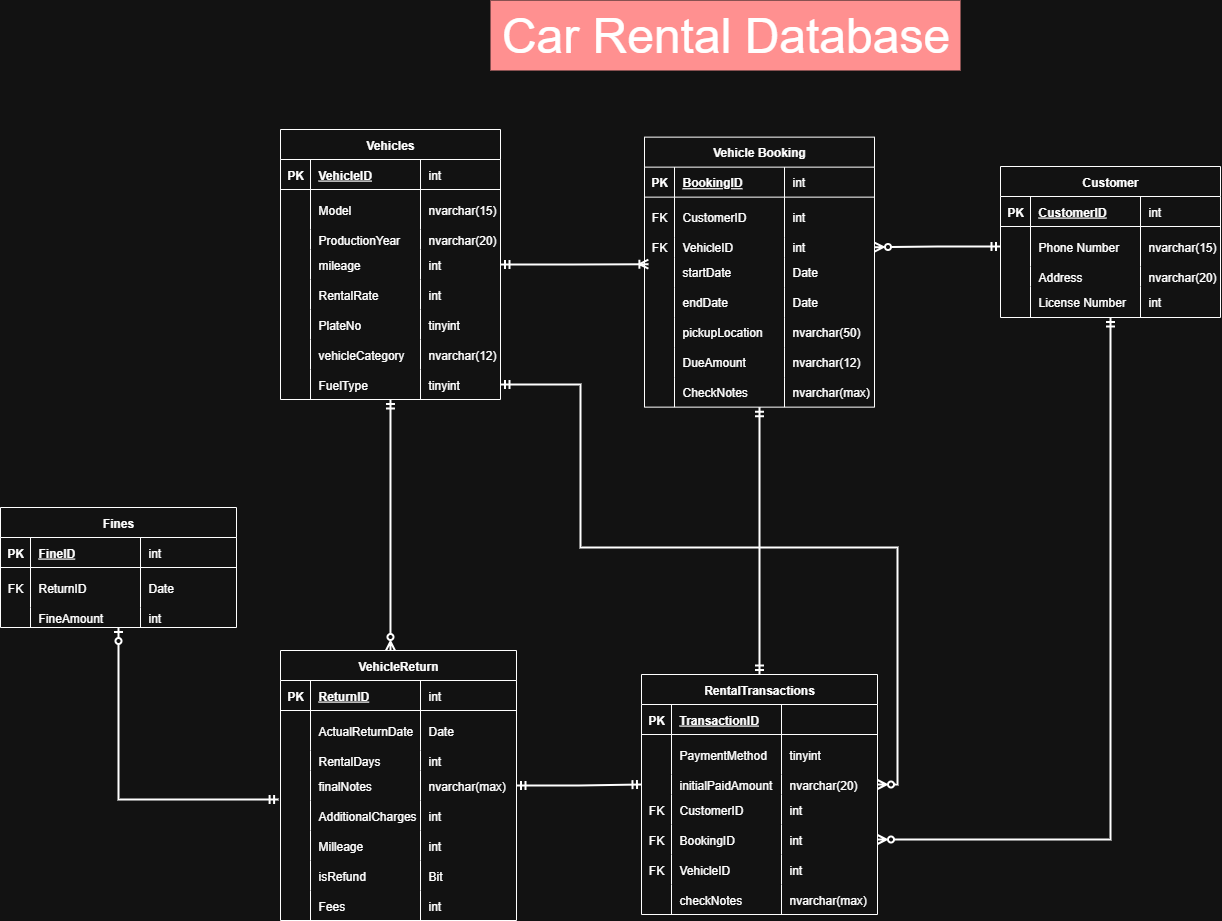 Car Rental Database
Vehicles
PK VehicleID int
Model nvarchar(15)
ProductionYear nvarchar(20)
mileage int
RentalRate int
PlateNo tinyint
vehicleCategory nvarchar(12)
FuelType tinyint
Vehicle Booking
PK BookingID int
FK CustomerID int
FK VehicleID int
startDate Date
endDate Date
pickupLocation nvarchar(50)
DueAmount nvarchar(12)
CheckNotes nvarchar(max)
Customer
PK CustomerID int
Phone Number nvarchar(15)
Address nvarchar(20)
License Number int
Fines
PK FineID int
FK ReturnID Date
FineAmount int
VehicleReturn
PK ReturnID int
ActualReturnDate Date
RentalDays int
finalNotes nvarchar(max)
AdditionalCharges int
Milleage int
isRefund Bit
Fees int
RentalTransactions
PK TransactionID
PaymentMethod tinyint
initialPaidAmount nvarchar(20)
FK CustomerID int
FK BookingID int
FK VehicleID int
checkNotes nvarchar(max)